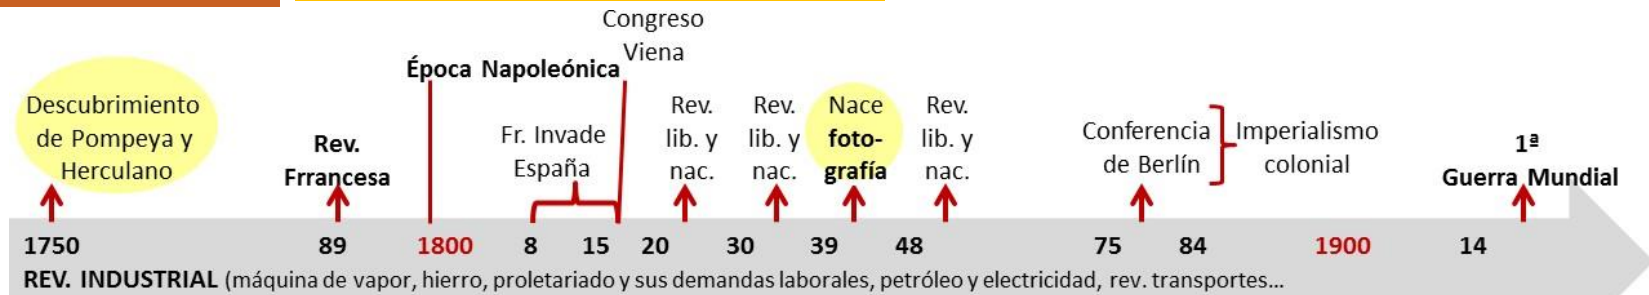 Descubrimiento
de Pompeya y
Herculano
Rev.
Frrancesa
Época Napoleónica
Congreso
Viena
Fr. Invade
España
Rev.
lib. y
nac.
Rev.
lib. y
nac.
Nace
foto-
grafía
Rev.
lib. y
nac.
Conferencia
de Berlín
Imperialismo
colonial
1ª
Guerra Mundial
1750 89 1800 8 15 20 30 39 48 75 84 1900 14
REV. INDUSTRIAL (máquina de vapor, hierro, proletariado y sus demandas laborales, petróleo y electricidad, rev. transportes...